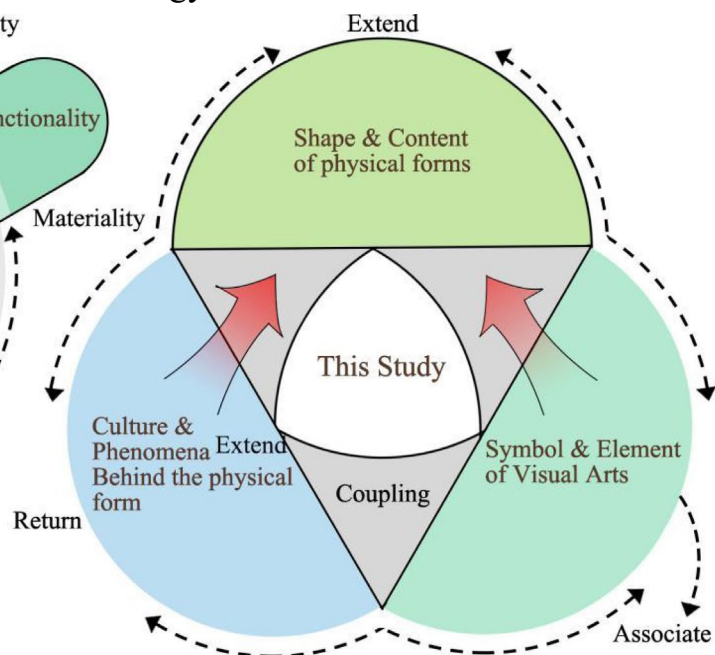 ty
Extend
nctionality
Shape & Content
of physical forms
Materiality
This Study
Culture &
Phenomena Extend
Behind the physical
form
Symbol & Element
of Visual Arts
Coupling
Return
Associate